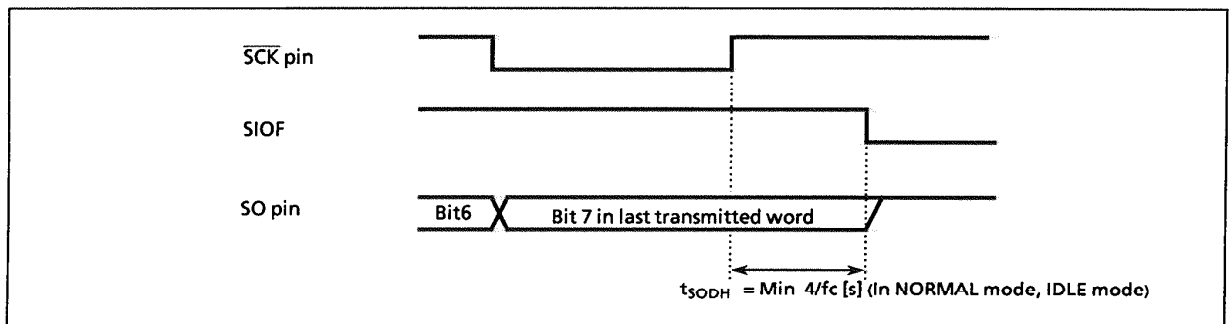 SCK pin
SIOF
SO pin
Bit6
Bit 7 in last transmitted word
tSODH = Min 4/fc [s] (In NORMAL mode, IDLE mode)